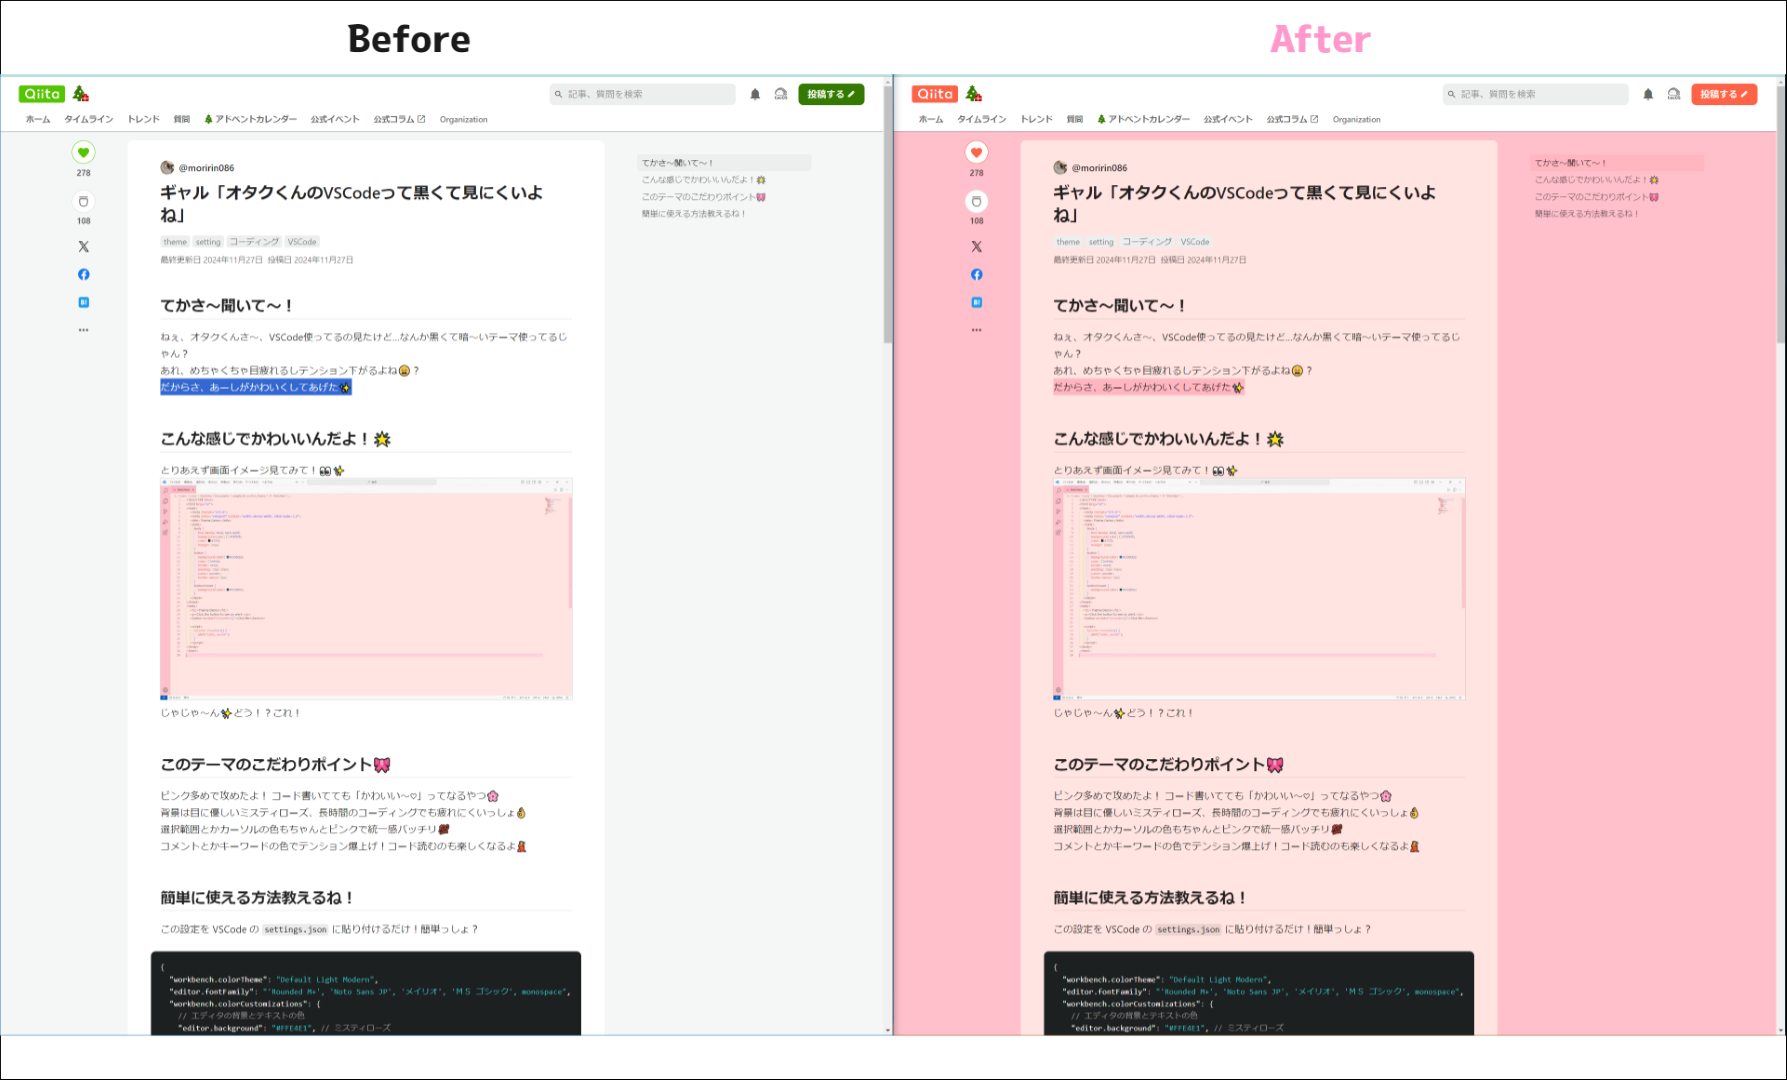 Before
After
Qiita
記事、質問を検索
投稿する
ホーム タイムライン トレンド 質問 アドベントカレンダー 公式イベント 公式コラム Organization
278
108
@moririn086
ギャル「オタクくんのVSCodeって黒くて見にくいよ
ね」
theme setting コーディング VSCode
最終更新日 2024年11月27日 投稿日 2024年11月27日
てかさ〜聞いて〜！
ねぇ、オタクくんさ〜、VSCode使ってるの見たけど...なんか黒くて暗〜いテーマ使ってるじ
ゃん？
あれ、めちゃくちゃ目疲れるしテンション下がるよね😩？
だからさ、あーしがかわいくしてあげた✨
こんな感じでかわいいんだよ！🌟
とりあえず画面イメージ見てみて！👀✨
じゃじゃ〜ん✨どう！？これ！
このテーマのこだわりポイント🎀
ピンク多めで攻めたよ！ コード書いてても「かわいい〜♡」ってなるやつ🌸
背景は目に優しいミスティローズ、長時間のコーディングでも疲れにくいっしょ👌
選択範囲とかカーソルの色もちゃんとピンクで統一感バッチリ
コメントとかキーワードの色でテンション爆上げ！コード読むのも楽しくなるよ
簡単に使える方法教えるね！
この設定を VSCode の settings.json に貼り付けるだけ！簡単っしょ？
{
"workbench.colorTheme": "Default Light Modern",
"editor.fontFamily": "'Rounded M+', 'Noto Sans JP', 'メイリオ', 'ＭＳ ゴシック', monospace",
"workbench.colorCustomizations": {
// エディタの背景とテキストの色
"editor.background": "#FFE4E1", // ミスティローズ
てかさ〜聞いて〜！
こんな感じでかわいいんだよ！🌟
このテーマのこだわりポイント🎀
簡単に使える方法教えるね！
Qiita
記事、質問を検索
投稿する
ホーム タイムライン トレンド 質問 アドベントカレンダー 公式イベント 公式コラム Organization
278
108
@moririn086
ギャル「オタクくんのVSCodeって黒くて見にくいよ
ね」
theme setting コーディング VSCode
最終更新日 2024年11月27日 投稿日 2024年11月27日
てかさ〜聞いて〜！
ねぇ、オタクくんさ〜、VSCode使ってるの見たけど...なんか黒くて暗〜いテーマ使ってるじ
ゃん？
あれ、めちゃくちゃ目疲れるしテンション下がるよね😩？
だからさ、あーしがかわいくしてあげた✨
こんな感じでかわいいんだよ！🌟
とりあえず画面イメージ見てみて！👀✨
じゃじゃ〜ん✨どう！？これ！
このテーマのこだわりポイント🎀
ピンク多めで攻めたよ！ コード書いてても「かわいい〜♡」ってなるやつ🌸
背景は目に優しいミスティローズ、長時間のコーディングでも疲れにくいっしょ👌
選択範囲とかカーソルの色もちゃんとピンクで統一感バッチリ
コメントとかキーワードの色でテンション爆上げ！コード読むのも楽しくなるよ
簡単に使える方法教えるね！
この設定を VSCode の settings.json に貼り付けるだけ！簡単っしょ？
{
"workbench.colorTheme": "Default Light Modern",
"editor.fontFamily": "'Rounded M+', 'Noto Sans JP', 'メイリオ', 'ＭＳ ゴシック', monospace",
"workbench.colorCustomizations": {
// エディタの背景とテキストの色
"editor.background": "#FFE4E1", // ミスティローズ
てかさ〜聞いて〜！
こんな感じでかわいいんだよ！🌟
このテーマのこだわりポイント🎀
簡単に使える方法教えるね！